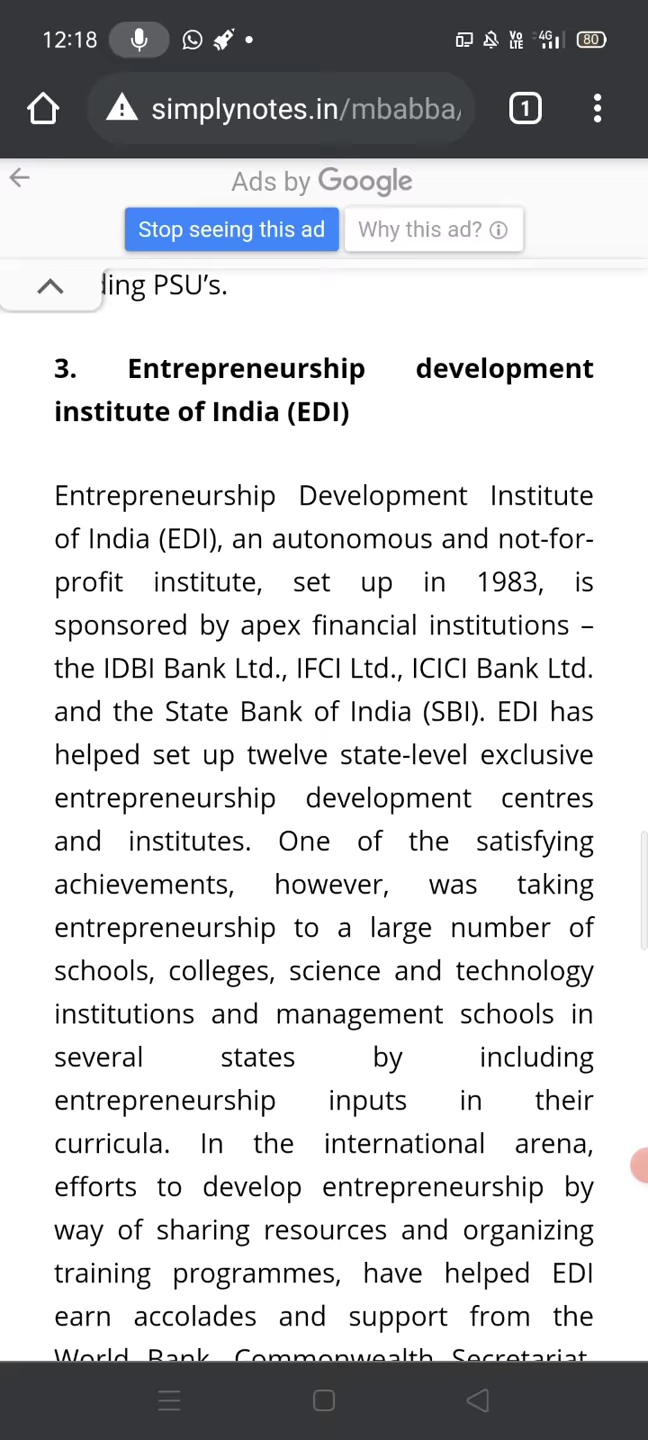 12:18
Vo
LTE
4G
80
simplynotes.in/mbabba/
1
Ads by Google
Stop seeing this ad
Why this ad?
ding PSU’s.
3. Entrepreneurship development
institute of India (EDI)
Entrepreneurship Development Institute
of India (EDI), an autonomous and not-for-
profit institute, set up in 1983, is
sponsored by apex financial institutions –
the IDBI Bank Ltd., IFCI Ltd., ICICI Bank Ltd.
and the State Bank of India (SBI). EDI has
helped set up twelve state-level exclusive
entrepreneurship development centres
and institutes. One of the satisfying
achievements, however, was taking
entrepreneurship to a large number of
schools, colleges, science and technology
institutions and management schools in
several states by including
entrepreneurship inputs in their
curricula. In the international arena,
efforts to develop entrepreneurship by
way of sharing resources and organizing
training programmes, have helped EDI
earn accolades and support from the
World Bank, Commonwealth Secretariat,